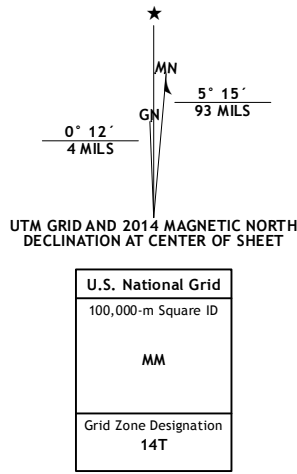 MN
GN
5° 15´
93 MILS
0° 12´
4 MILS
UTM GRID AND 2014 MAGNETIC NORTH
DECLINATION AT CENTER OF SHEET
U.S. National Grid
100,000-m Square ID
MM
Grid Zone Designation
14T